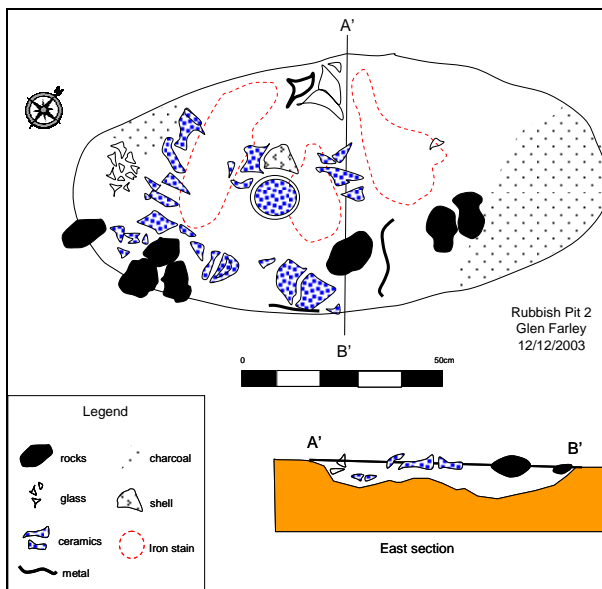 A'
Rubbish Pit 2
Glen Farley
12/12/2003
B'
0 50cm
Legend
rocks charcoal
glass shell
ceramics Iron stain
metal
A' B'
East section